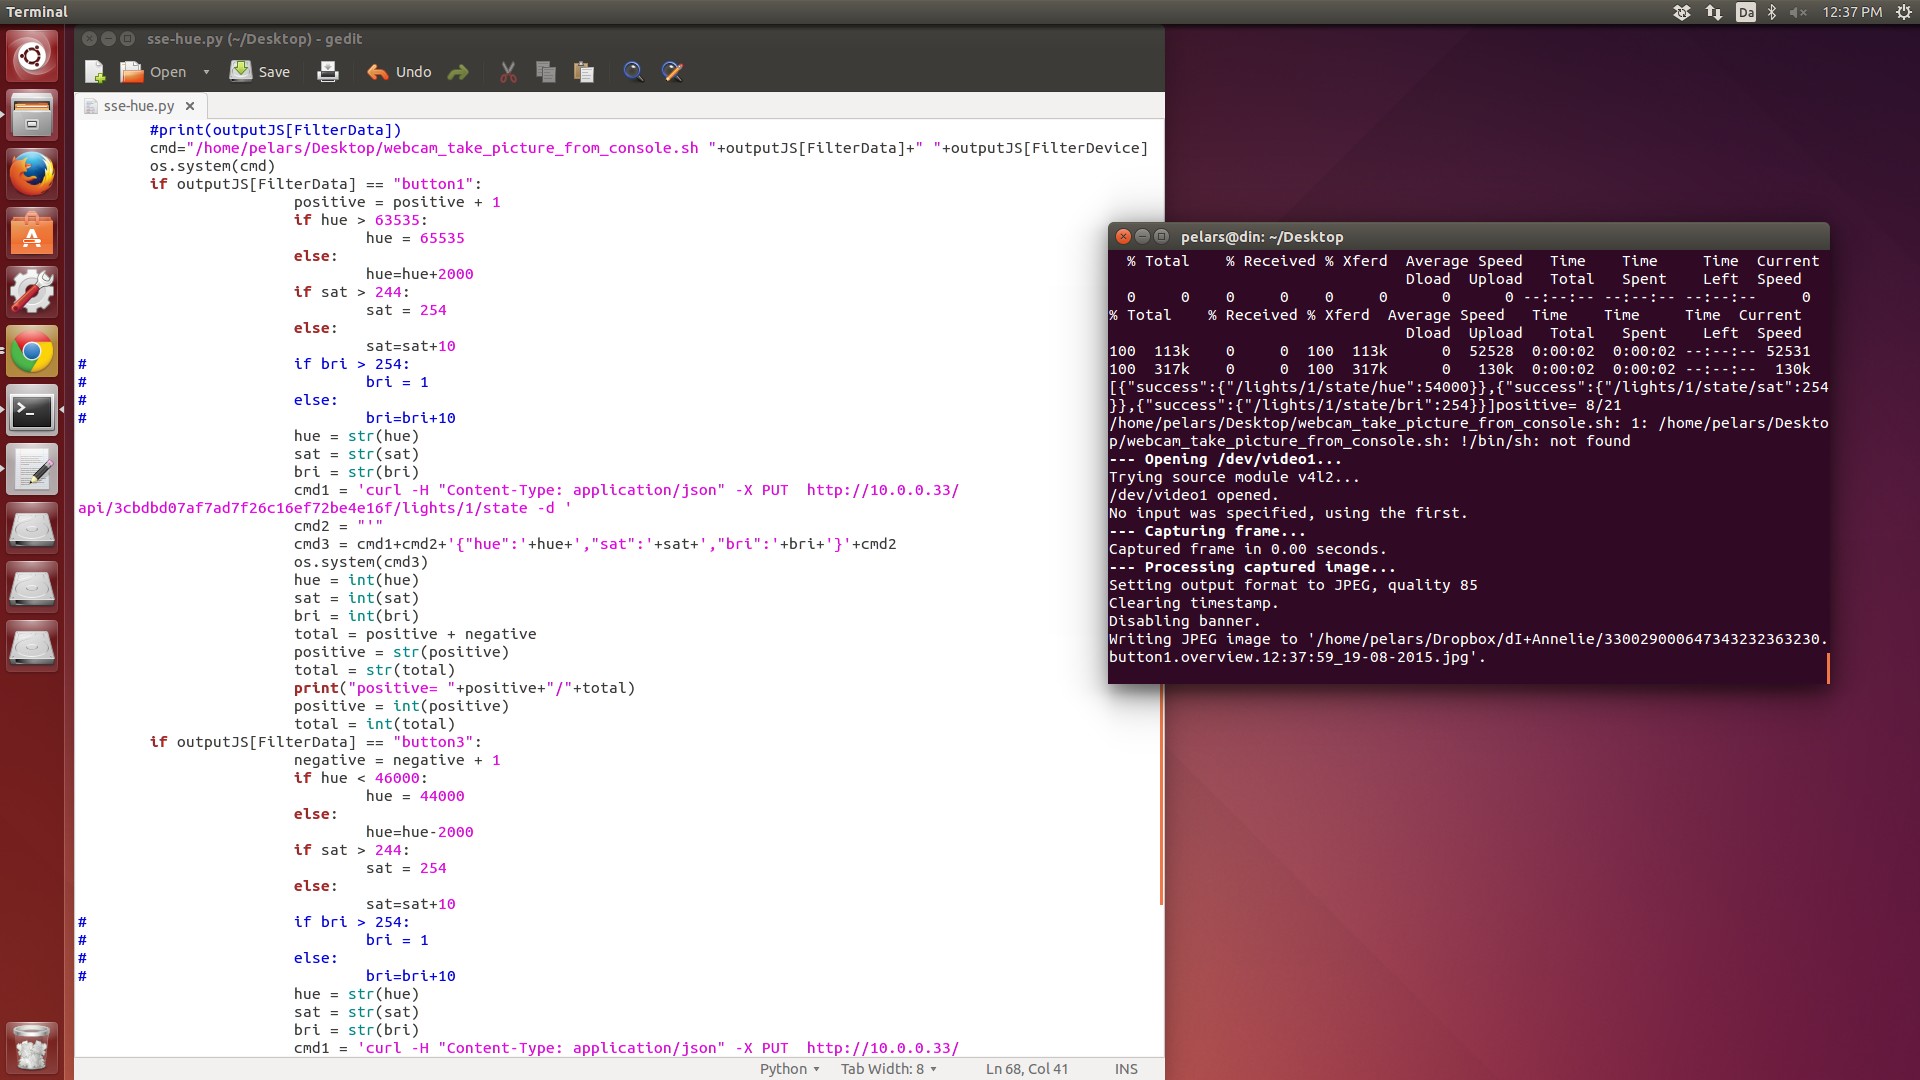 Terminal
Da
12:37 PM
sse-hue.py (~/Desktop) - gedit
Open Save Undo
sse-hue.py
#print(outputJS[FilterData])
cmd="/home/pelars/Desktop/webcam_take_picture_from_console.sh "+outputJS[FilterData]+" "+outputJS[FilterDevice]
os.system(cmd)
if outputJS[FilterData] == "button1":
positive = positive + 1
if hue > 63535:
hue = 65535
else:
hue=hue+2000
if sat > 244:
sat = 254
else:
sat=sat+10
# if bri > 254:
# bri = 1
# else:
# bri=bri+10
hue = str(hue)
sat = str(sat)
bri = str(bri)
cmd1 = 'curl -H "Content-Type: application/json" -X PUT  http://10.0.0.33/
api/3cbdbd07af7ad7f26c16ef72be4e16f/lights/1/state -d '
cmd2 = "'"
cmd3 = cmd1+cmd2+'{"hue":'+hue+',"sat":'+sat+',"bri":'+bri+'}'+cmd2
os.system(cmd3)
hue = int(hue)
sat = int(sat)
bri = int(bri)
total = positive + negative
positive = str(positive)
total = str(total)
print("positive= "+positive+"/"+total)
positive = int(positive)
total = int(total)
if outputJS[FilterData] == "button3":
negative = negative + 1
if hue < 46000:
hue = 44000
else:
hue=hue-2000
if sat > 244:
sat = 254
else:
sat=sat+10
# if bri > 254:
# bri = 1
# else:
# bri=bri+10
hue = str(hue)
sat = str(sat)
bri = str(bri)
cmd1 = 'curl -H "Content-Type: application/json" -X PUT  http://10.0.0.33/
Python Tab Width: 8 Ln 68, Col 41 INS
pelars@din: ~/Desktop
% Total % Received % Xferd Average Speed Time Time Time Current
Dload Upload Total Spent Left Speed
0 0 0 0 0 0 0 0 --:--:-- --:--:-- --:--:-- 0
% Total % Received % Xferd Average Speed Time Time Time Current
Dload Upload Total Spent Left Speed
100 113k 0 0 100 113k 0 52528 0:00:02 0:00:02 --:--:-- 52531
100 317k 0 0 100 317k 0 130k 0:00:02 0:00:02 --:--:-- 130k
[{"success":{"/lights/1/state/hue":54000}},{"success":{"/lights/1/state/sat":254
}},{"success":{"/lights/1/state/bri":254}}]positive= 8/21
/home/pelars/Desktop/webcam_take_picture_from_console.sh: 1: /home/pelars/Deskto
p/webcam_take_picture_from_console.sh: !/bin/sh: not found
--- Opening /dev/video1...
Trying source module v4l2...
/dev/video1 opened.
No input was specified, using the first.
--- Capturing frame...
Captured frame in 0.00 seconds.
--- Processing captured image...
Setting output format to JPEG, quality 85
Clearing timestamp.
Disabling banner.
Writing JPEG image to '/home/pelars/Dropbox/dI+Annelie/330029000647343232363230.
button1.overview.12:37:59_19-08-2015.jpg'.